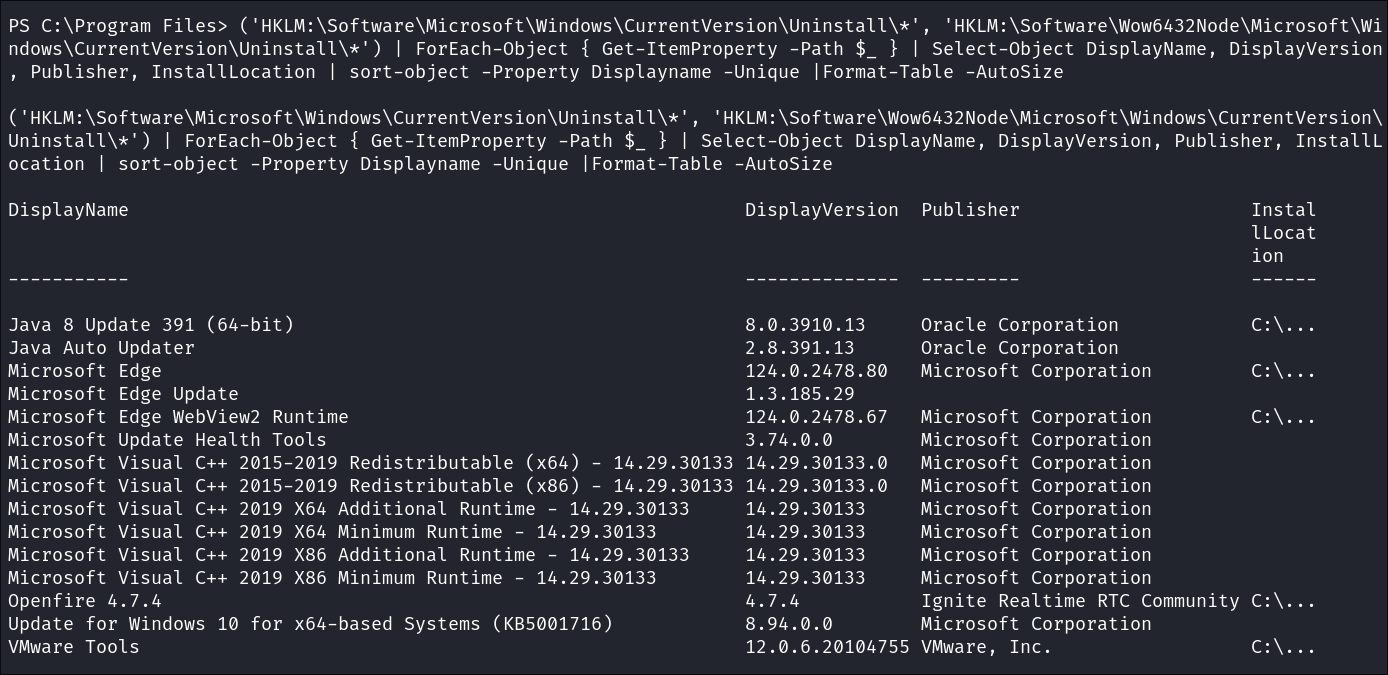 PS C:\Program Files> ('HKLM:\Software\Microsoft\Windows\CurrentVersion\Uninstall\*', 'HKLM:\Software\Wow6432Node\Microsoft\Wi
ndows\CurrentVersion\Uninstall\*') | ForEach-Object { Get-ItemProperty -Path $_ } | Select-Object DisplayName, DisplayVersion
, Publisher, InstallLocation | sort-object -Property Displayname -Unique |Format-Table -AutoSize
('HKLM:\Software\Microsoft\Windows\CurrentVersion\Uninstall\*', 'HKLM:\Software\Wow6432Node\Microsoft\Windows\CurrentVersion\
Uninstall\*') | ForEach-Object { Get-ItemProperty -Path $_ } | Select-Object DisplayName, DisplayVersion, Publisher, InstallL
ocation | sort-object -Property Displayname -Unique |Format-Table -AutoSize
DisplayName DisplayVersion Publisher Instal
lLocat
ion
----------- -------------- --------- ------
Java 8 Update 391 (64-bit) 8.0.3910.13 Oracle Corporation C:\...
Java Auto Updater 2.8.391.13 Oracle Corporation
Microsoft Edge 124.0.2478.80 Microsoft Corporation C:\...
Microsoft Edge Update 1.3.185.29
Microsoft Edge WebView2 Runtime 124.0.2478.67 Microsoft Corporation C:\...
Microsoft Update Health Tools 3.74.0.0 Microsoft Corporation
Microsoft Visual C++ 2015-2019 Redistributable (x64) - 14.29.30133 14.29.30133.0 Microsoft Corporation
Microsoft Visual C++ 2015-2019 Redistributable (x86) - 14.29.30133 14.29.30133.0 Microsoft Corporation
Microsoft Visual C++ 2019 X64 Additional Runtime - 14.29.30133 14.29.30133 Microsoft Corporation
Microsoft Visual C++ 2019 X64 Minimum Runtime - 14.29.30133 14.29.30133 Microsoft Corporation
Microsoft Visual C++ 2019 X86 Additional Runtime - 14.29.30133 14.29.30133 Microsoft Corporation
Microsoft Visual C++ 2019 X86 Minimum Runtime - 14.29.30133 14.29.30133 Microsoft Corporation
Openfire 4.7.4 4.7.4 Ignite Realtime RTC Community C:\...
Update for Windows 10 for x64-based Systems (KB5001716) 8.94.0.0 Microsoft Corporation
VMware Tools 12.0.6.20104755 VMware, Inc. C:\...